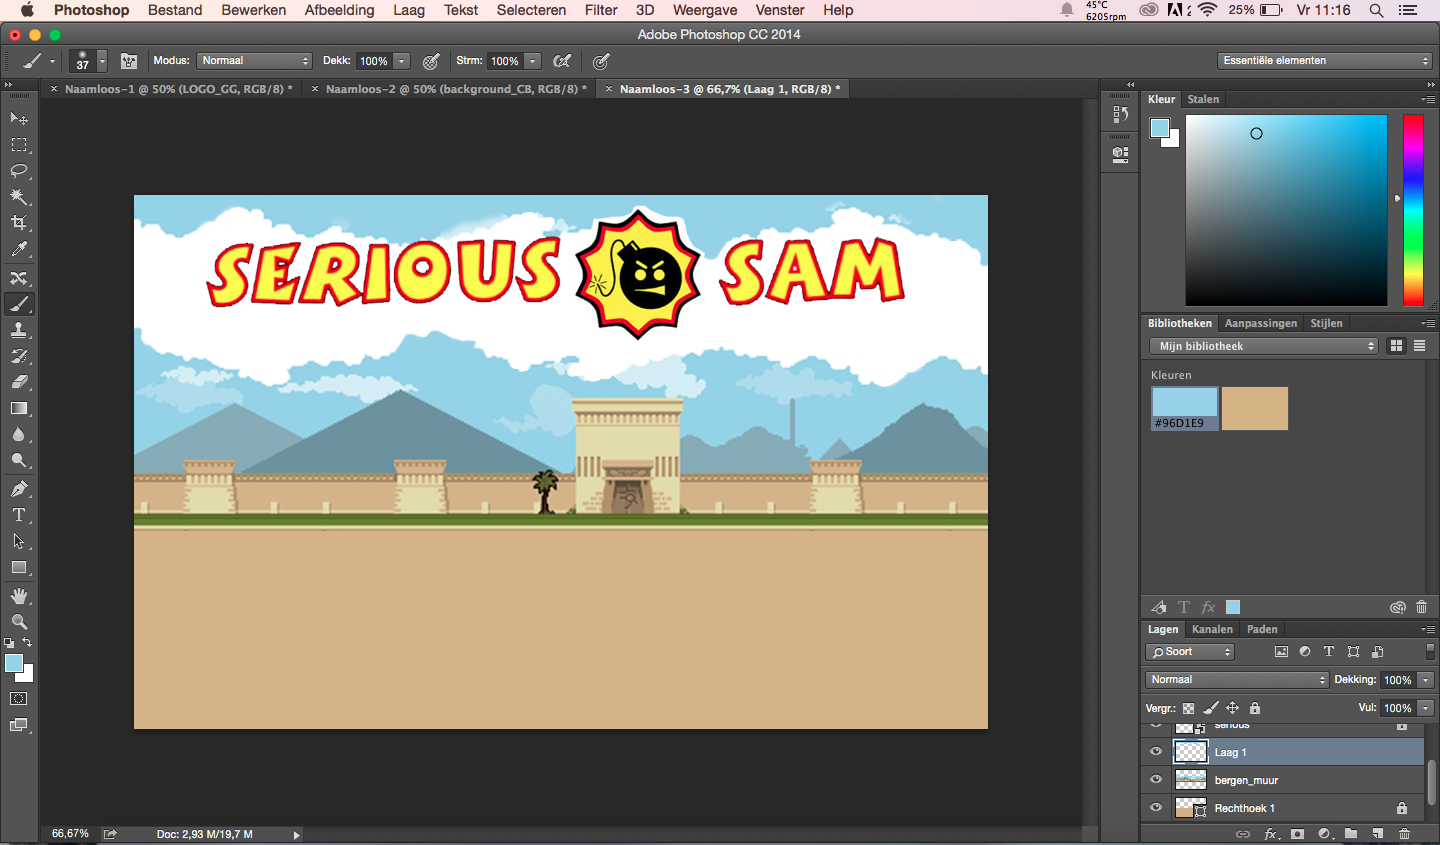 Photoshop Bestand Bewerken Afbeelding Laag Tekst Selecteren Filter 3D Weergave Venster Help 45°C 6205rpm 2 25% Vr 11:16
Adobe Photoshop CC 2014
37 Modus: Normaal Dekk: 100% Strm: 100% Essentiële elementen
× Naamloos-1 @ 50% (LOGO_GG, RGB/8) * × Naamloos-2 @ 50% (background_CB, RGB/8) * × Naamloos-3 @ 66,7% (Laag 1, RGB/8) *
Kleur Stalen
SERIOUS SAM
Bibliotheken Aanpassingen Stijlen
Mijn bibliotheek
Kleuren
#96D1E9
Lagen Kanalen Paden
Soort
Normaal Dekking: 100%
Vergr.: Vul: 100%
serious
Laag 1
bergen_muur
Rechthoek 1
66,67% Doc: 2,93 M/19,7 M